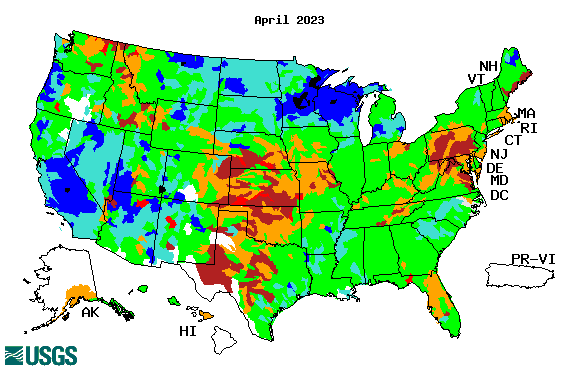 April 2023
NH
VT
MA
RI
CT
NJ
DE
MD
DC
PR-VI
AK
HI
USGS